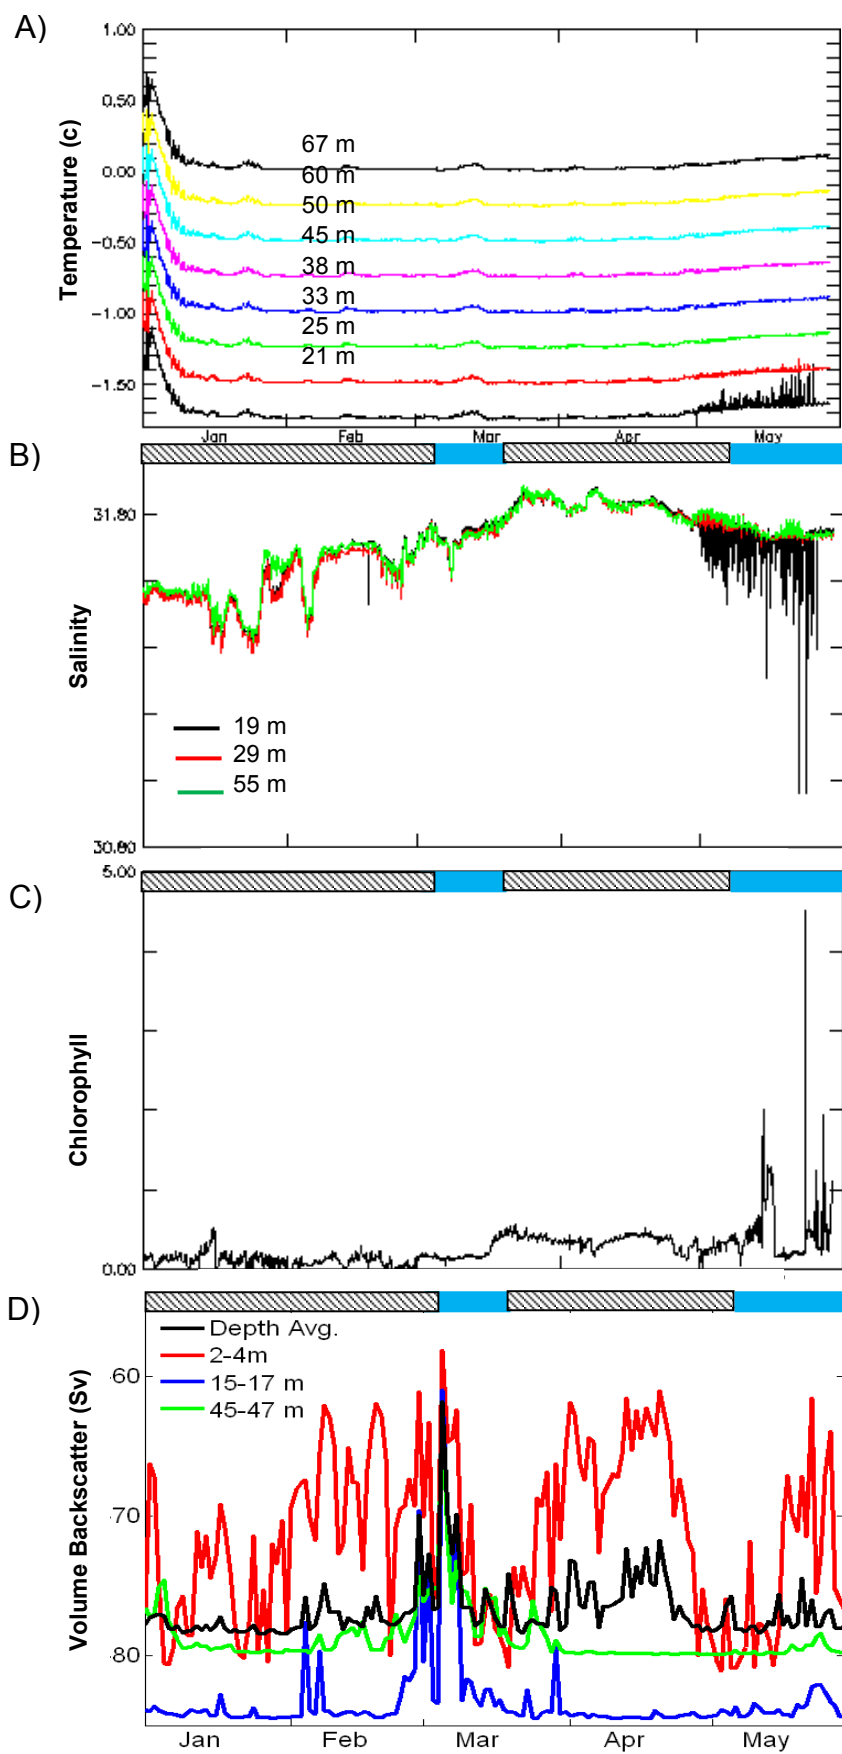 A)
1.00
0.50
0.00
−0.50
−1.00
−1.50
Temperature (c)
67 m
60 m
50 m
45 m
38 m
33 m
25 m
21 m
Jan Feb Mar Apr May
B)
31.80
30.80
Salinity
19 m
29 m
55 m
C)
5.00
0.00
Chlorophyll
D)
Depth Avg.
2-4m
15-17 m
45-47 m
60
70
80
Volume Backscatter (Sv)
Jan Feb Mar Apr May